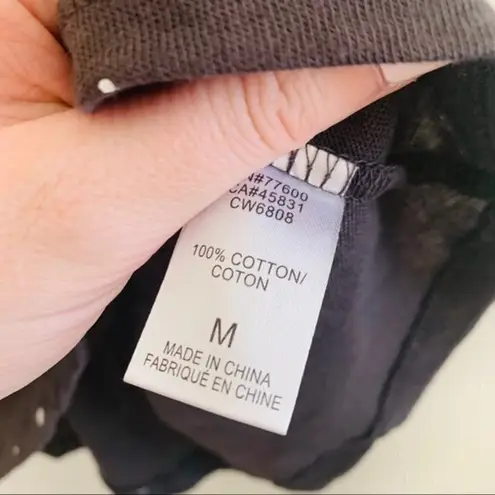 N#77600
CA#45831
CW6808
100% COTTON/
COTON
M
MADE IN CHINA
FABRIQUÉ EN CHINE